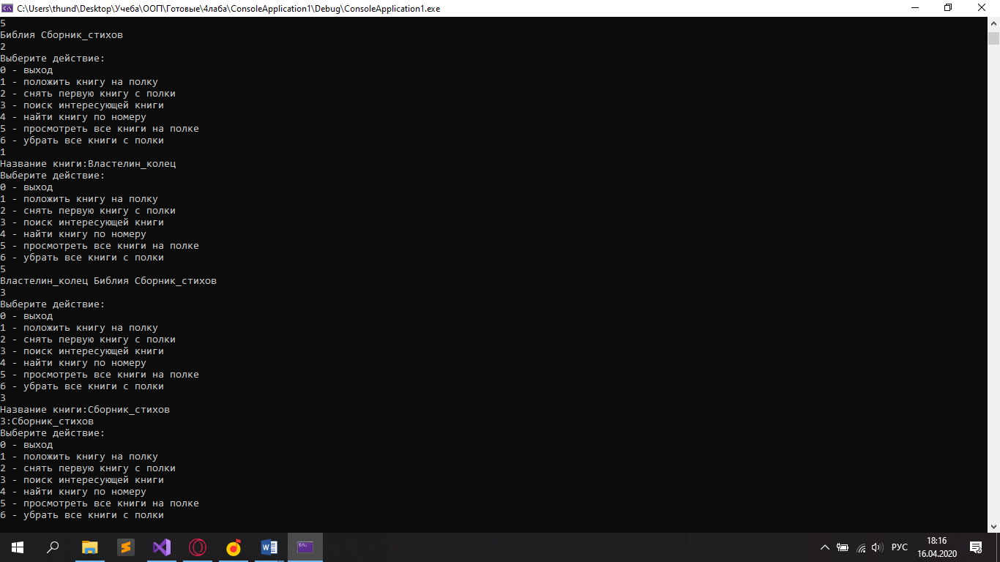 C:\Users\thund\Desktop\Учеба\ООП\Готовые\4лаба\ConsoleApplication1\Debug\ConsoleApplication1.exe
5
Библия Сборник_стихов
2
Выберите действие:
0 - выход
1 - положить книгу на полку
2 - снять первую книгу с полки
3 - поиск интересующей книги
4 - найти книгу по номеру
5 - просмотреть все книги на полке
6 - убрать все книги с полки
1
Название книги:Властелин_колец
Выберите действие:
0 - выход
1 - положить книгу на полку
2 - снять первую книгу с полки
3 - поиск интересующей книги
4 - найти книгу по номеру
5 - просмотреть все книги на полке
6 - убрать все книги с полки
5
Властелин_колец Библия Сборник_стихов
3
Выберите действие:
0 - выход
1 - положить книгу на полку
2 - снять первую книгу с полки
3 - поиск интересующей книги
4 - найти книгу по номеру
5 - просмотреть все книги на полке
6 - убрать все книги с полки
3
Название книги:Сборник_стихов
3:Сборник_стихов
Выберите действие:
0 - выход
1 - положить книгу на полку
2 - снять первую книгу с полки
3 - поиск интересующей книги
4 - найти книгу по номеру
5 - просмотреть все книги на полке
6 - убрать все книги с полки
РУС
18:16
16.04.2020